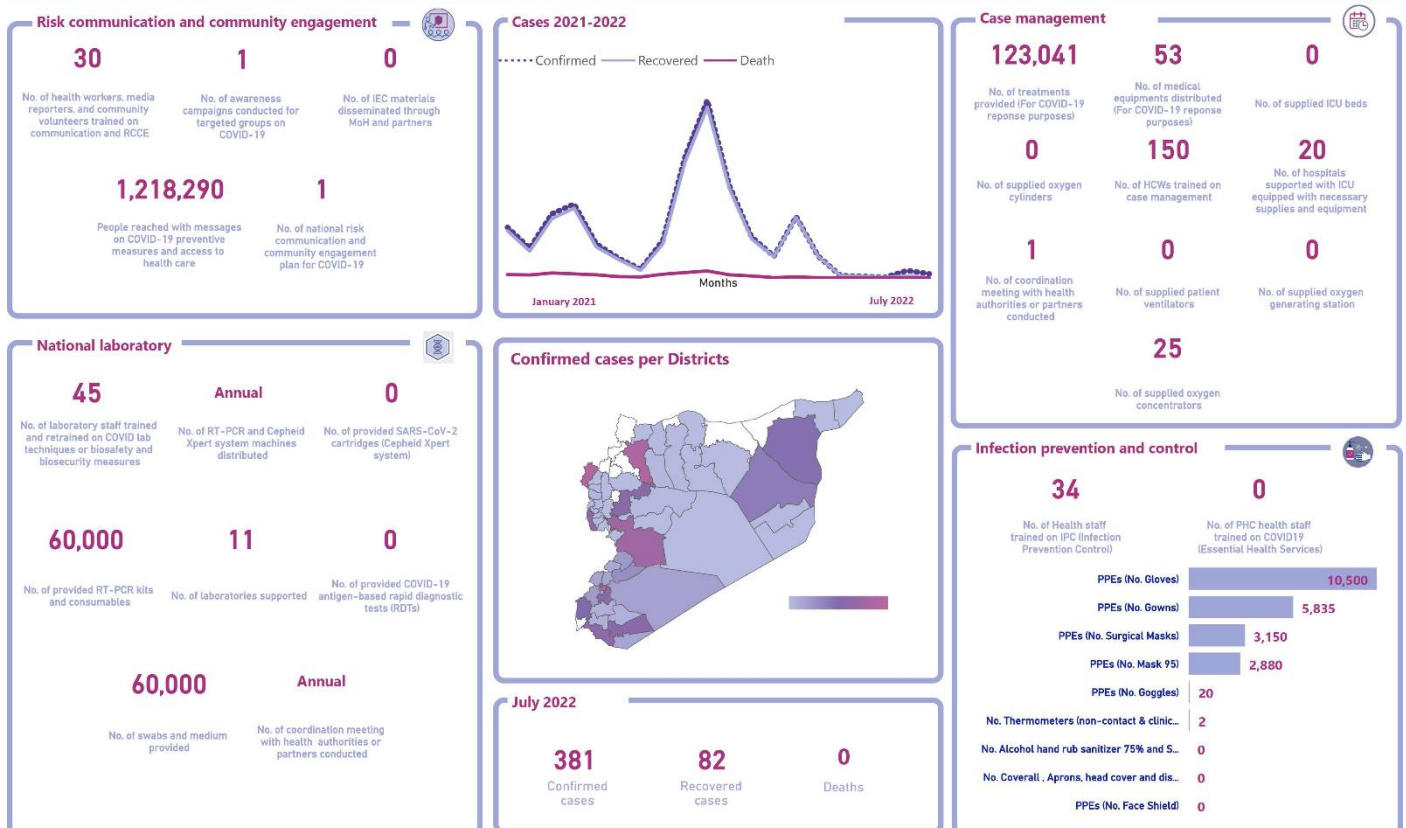 Risk communication and community engagement
30
No. of health workers, media
reporters, and community
volunteers trained on
communication and RCCE
1
No. of awareness
campaigns conducted for
targeted groups on
COVID-19
0
No. of IEC materials
disseminated through
MoH and partners
1,218,290
People reached with messages
on COVID-19 preventive
measures and access to
health care
1
No. of national risk
communication and
community engagement
plan for COVID-19
Cases 2021-2022
Confirmed
Recovered
Death
Months
January 2021
July 2022
Case management
123,041
No. of treatments
provided (For COVID-19
reponse purposes)
53
No. of medical
equipments distributed
(For COVID-19 reponse
purposes)
0
No. of supplied ICU beds
0
No. of supplied oxygen
cylinders
150
No. of HCWs trained on
case management
20
No. of hospitals
supported with ICU
equipped with necessary
supplies and equipment
1
No. of coordination
meeting with health
authorities or partners
conducted
0
No. of supplied patient
ventilators
0
No. of supplied oxygen
generating station
25
No. of supplied oxygen
concentrators
National laboratory
45
No. of laboratory staff trained
and retrained on COVID lab
techniques or biosafety and
biosecurity measures
Annual
No. of RT-PCR and Cepheid
Xpert system machines
distributed
0
No. of provided SARS-CoV-2
cartridges (Cepheid Xpert
system)
60,000
No. of provided RT-PCR kits
and consumables
11
No. of laboratories supported
0
No. of provided COVID-19
antigen-based rapid diagnostic
tests (RDTs)
60,000
No. of swabs and medium
provided
Annual
No. of coordination meeting
with health authorities or
partners conducted
Confirmed cases per Districts
July 2022
381
Confirmed
cases
82
Recovered
cases
0
Deaths
Infection prevention and control
34
No. of Health staff
trained on IPC (Infection
Prevention Control)
0
No. of PHC health staff
trained on COVID19
(Essential Health Services)
PPEs (No. Gloves) 10,500
PPEs (No. Gowns) 5,835
PPEs (No. Surgical Masks) 3,150
PPEs (No. Mask 95) 2,880
PPEs (No. Goggles) 20
No. Thermometers (non-contact & clinic... 2
No. Alcohol hand rub sanitizer 75% and S... 0
No. Coverall , Aprons, head cover and dis... 0
PPEs (No. Face Shield) 0